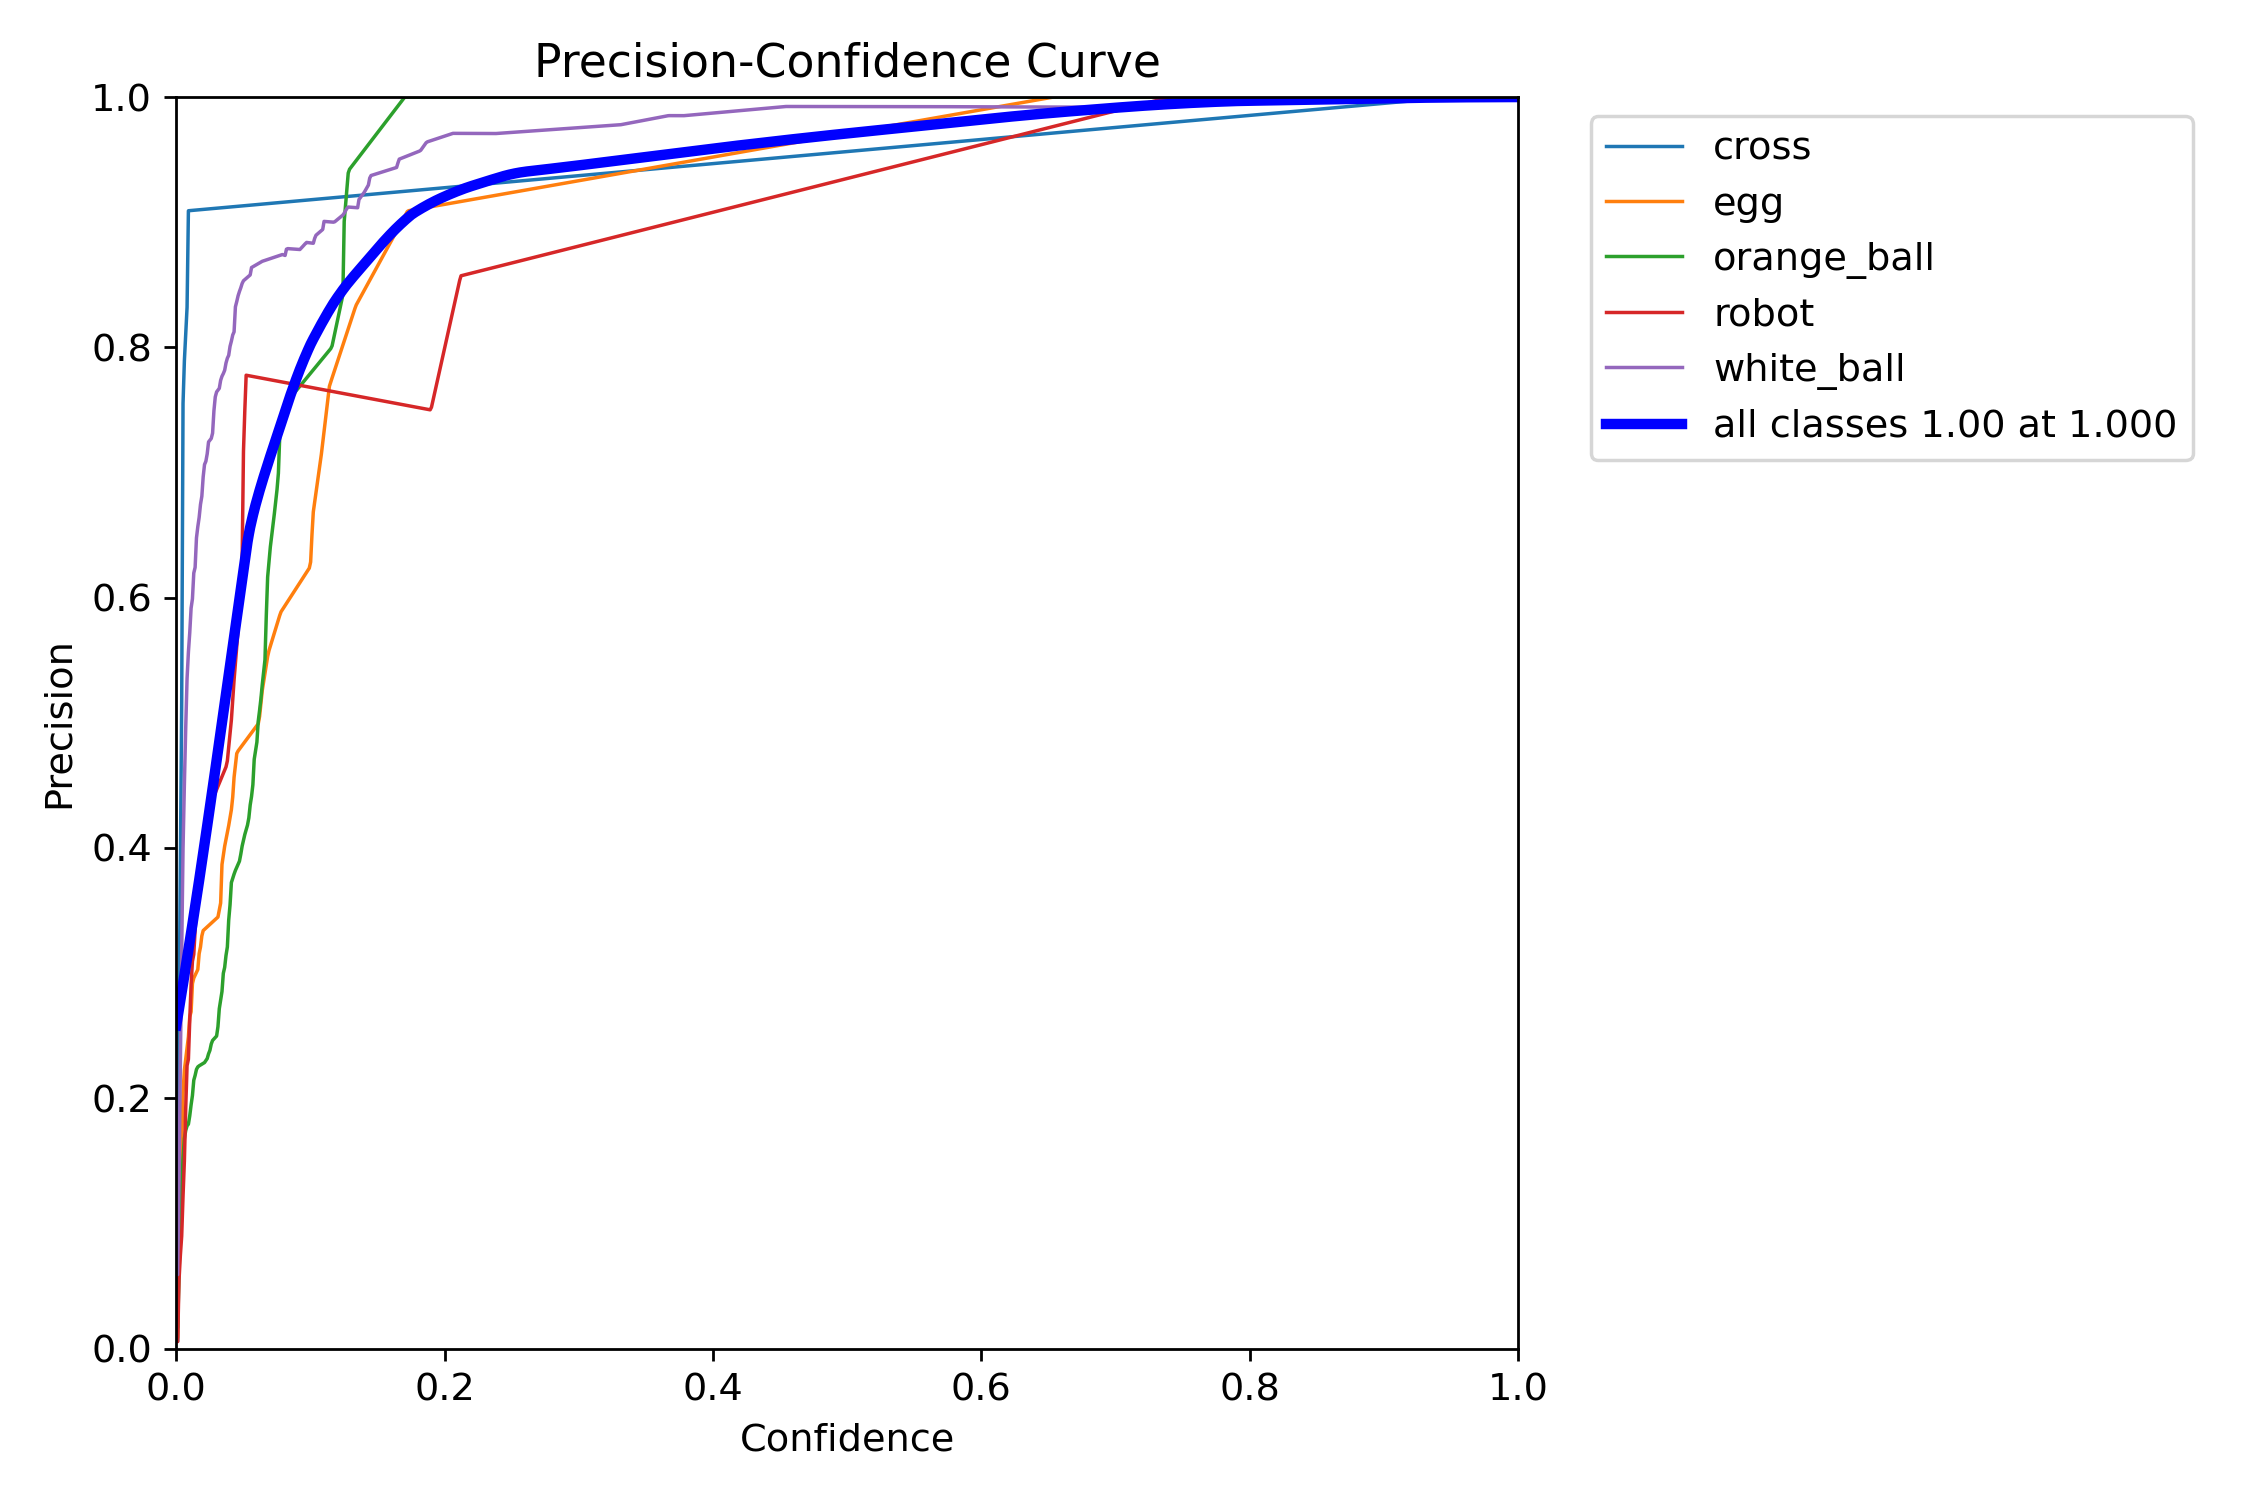 Precision-Confidence Curve
1.0
0.8
0.6
0.4
0.2
0.0
Precision
0.0 0.2 0.4 0.6 0.8 1.0
Confidence
cross
egg
orange_ball
robot
white_ball
all classes 1.00 at 1.000